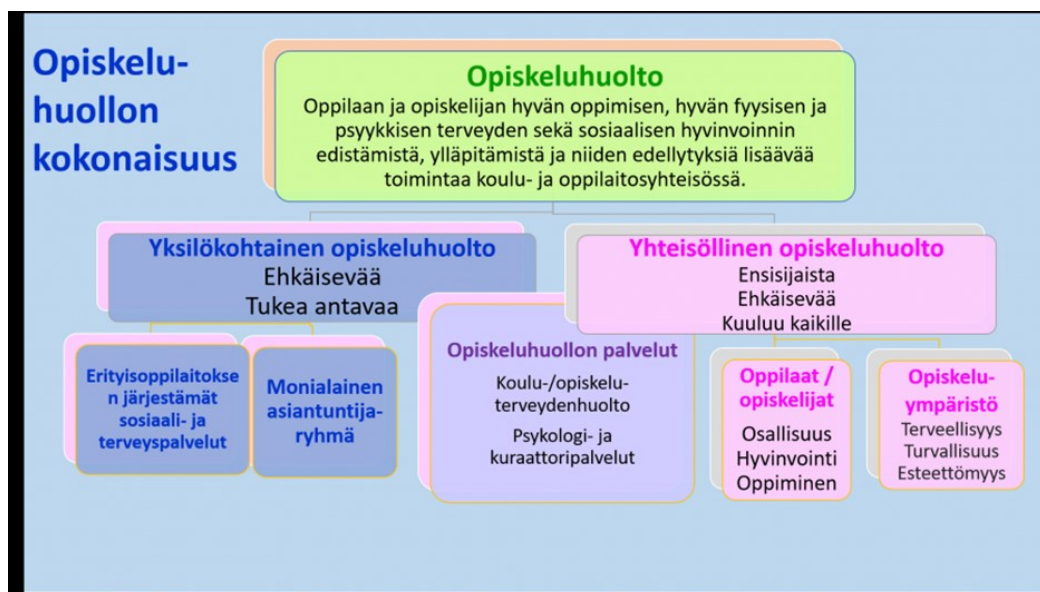 Opiskelu-
huollon
kokonaisuus
Opiskeluhuolto
Oppilaan ja opiskelijan hyvän oppimisen, hyvän fyysisen ja
psyykkisen terveyden sekä sosiaalisen hyvinvoinnin
edistämistä, ylläpitämistä ja niiden edellytyksiä lisäävää
toimintaa koulu- ja oppilaitosyhteisössä.
Yksilökohtainen opiskeluhuolto
Ehkäisevää
Tukea antavaa
Yhteisöllinen opiskeluhuolto
Ensisijaista
Ehkäisevää
Kuuluu kaikille
Erityisoppilaitokse
n järjestämät
sosiaali- ja
terveyspalvelut
Monialainen
asiantuntija-
ryhmä
Opiskeluhuollon palvelut
Koulu-/opiskelu-
terveydenhuolto
Psykologi- ja
kuraattoripalvelut
Oppilaat /
opiskelijat
Osallisuus
Hyvinvointi
Oppiminen
Opiskelu-
ympäristö
Terveellisyys
Turvallisuus
Esteettömyys